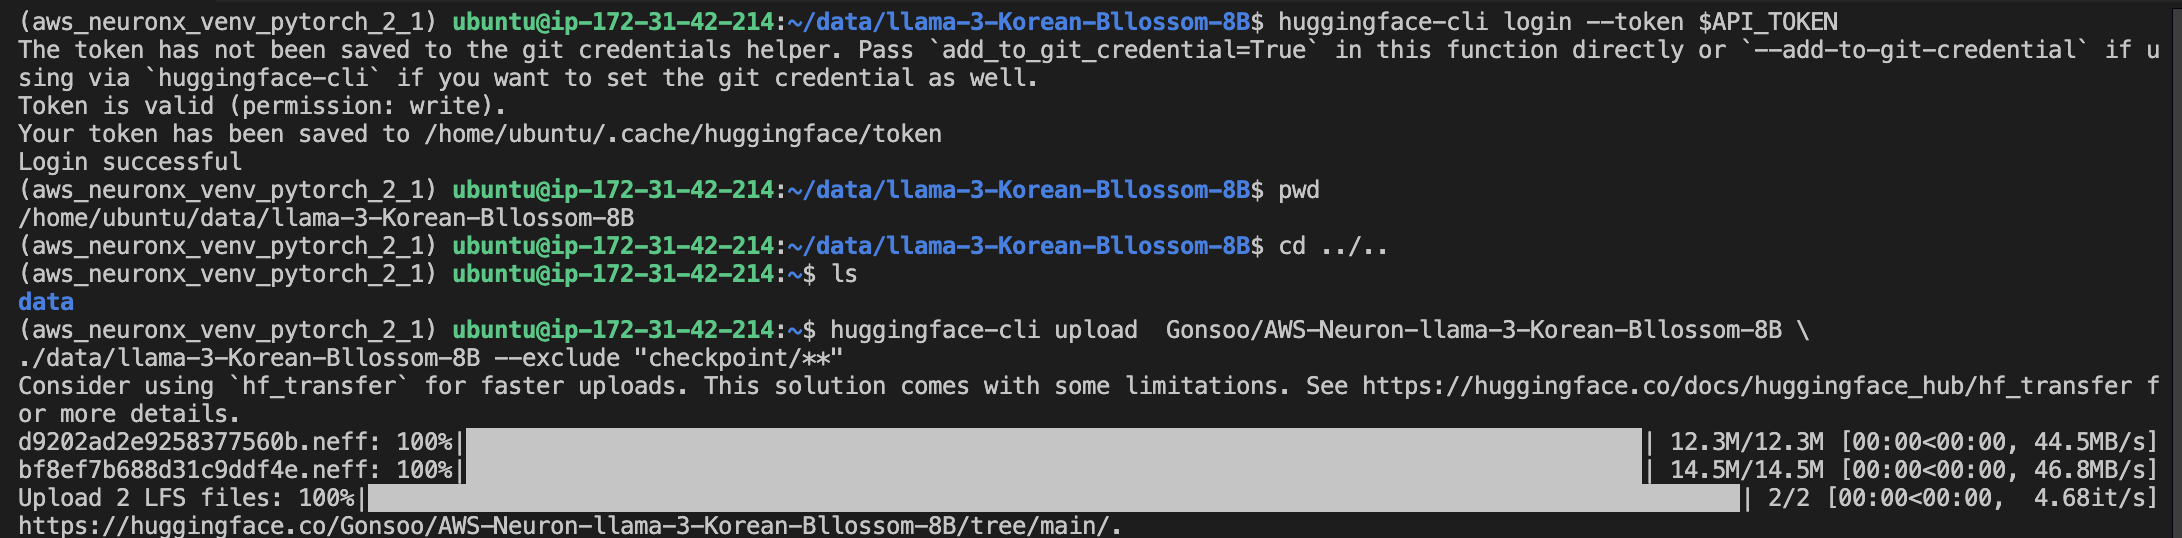 (aws_neuronx_venv_pytorch_2_1) ubuntu@ip-172-31-42-214:~/data/llama-3-Korean-Bllossom-8B$ huggingface-cli login --token $API_TOKEN
The token has not been saved to the git credentials helper. Pass `add_to_git_credential=True` in this function directly or `--add-to-git-credential` if u
sing via `huggingface-cli` if you want to set the git credential as well.
Token is valid (permission: write).
Your token has been saved to /home/ubuntu/.cache/huggingface/token
Login successful
(aws_neuronx_venv_pytorch_2_1) ubuntu@ip-172-31-42-214:~/data/llama-3-Korean-Bllossom-8B$ pwd
/home/ubuntu/data/llama-3-Korean-Bllossom-8B
(aws_neuronx_venv_pytorch_2_1) ubuntu@ip-172-31-42-214:~/data/llama-3-Korean-Bllossom-8B$ cd ../..
(aws_neuronx_venv_pytorch_2_1) ubuntu@ip-172-31-42-214:~$ ls
data
(aws_neuronx_venv_pytorch_2_1) ubuntu@ip-172-31-42-214:~$ huggingface-cli upload  Gonsoo/AWS-Neuron-llama-3-Korean-Bllossom-8B \
./data/llama-3-Korean-Bllossom-8B --exclude "checkpoint/**"
Consider using `hf_transfer` for faster uploads. This solution comes with some limitations. See https://huggingface.co/docs/huggingface_hub/hf_transfer f
or more details.
d9202ad2e9258377560b.neff: 100%| | 12.3M/12.3M [00:00<00:00, 44.5MB/s]
bf8ef7b688d31c9ddf4e.neff: 100%| | 14.5M/14.5M [00:00<00:00, 46.8MB/s]
Upload 2 LFS files: 100%| | 2/2 [00:00<00:00,  4.68it/s]
https://huggingface.co/Gonsoo/AWS-Neuron-llama-3-Korean-Bllossom-8B/tree/main/.